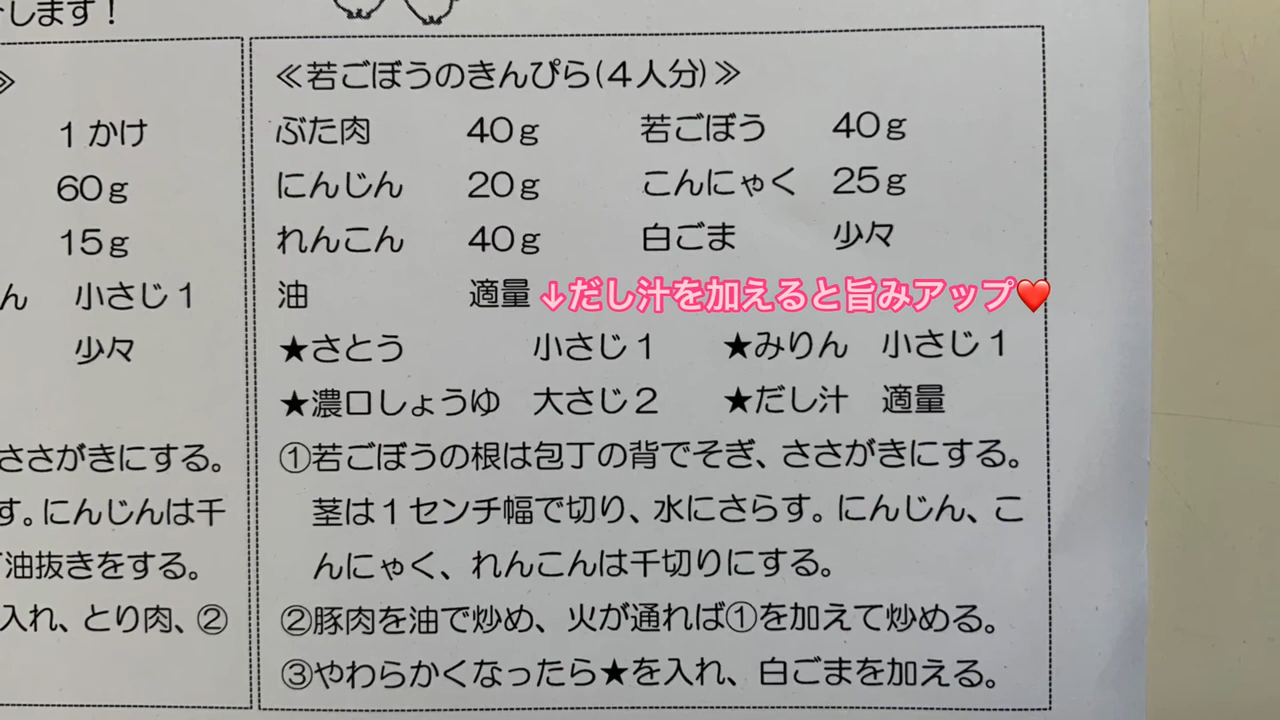 します！
≫
1かけ
60g
15g
ん 小さじ1
少々
ささがきにする。
す。にんじんは千
油抜きをする。
入れ、とり肉、②
≪若ごぼうのきんぴら(4人分)≫
ぶた肉 40g 若ごぼう 40g
にんじん 20g こんにゃく 25g
れんこん 40g 白ごま 少々
油 適量 ↓だし汁を加えると旨みアップ❤️
★さとう 小さじ1 ★みりん 小さじ1
★濃口しょうゆ 大さじ2 ★だし汁 適量
①若ごぼうの根は包丁の背でそぎ、ささがきにする。
茎は1センチ幅で切り、水にさらす。にんじん、こ
んにゃく、れんこんは千切りにする。
②豚肉を油で炒め、火が通れば①を加えて炒める。
③やわらかくなったら★を入れ、白ごまを加える。